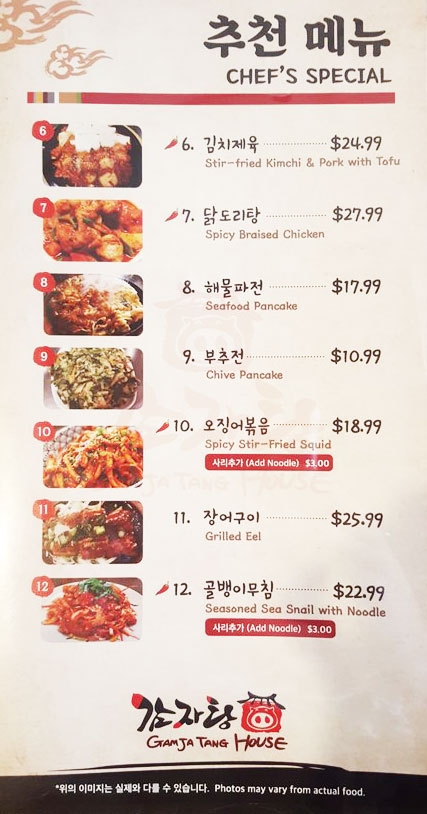 추천 메뉴
CHEF'S SPECIAL
6
6. 김치제육 $24.99
Stir-fried Kimchi & Pork with Tofu
7
7. 닭도리탕 $27.99
Spicy Braised Chicken
8
8. 해물파전 $17.99
Seafood Pancake
9
9. 부추전 $10.99
Chive Pancake
10
10. 오징어볶음 $18.99
Spicy Stir-Fried Squid
사리추가 (Add Noodle) $3.00
11
11. 장어구이 $25.99
Grilled Eel
12
12. 골뱅이무침 $22.99
Seasoned Sea Snail with Noodle
사리추가 (Add Noodle) $3.00
감자탕
GAMJA TANG HOUSE
*위의 이미지는 실제와 다를 수 있습니다. Photos may vary from actual food.